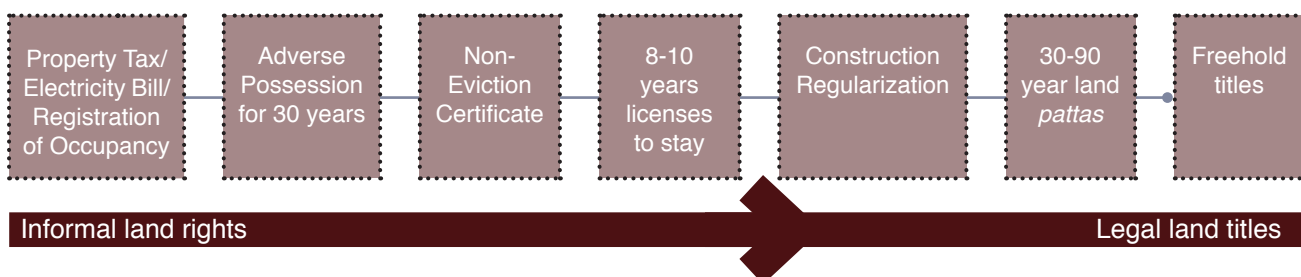 Property Tax/
Electricity Bill/
Registration
of Occupancy
Adverse
Possession
for 30 years
Non-
Eviction
Certificate
8-10
years
licenses
to stay
Construction
Regularization
30-90
year land
pattas
Freehold
titles
Informal land rights
Legal land titles